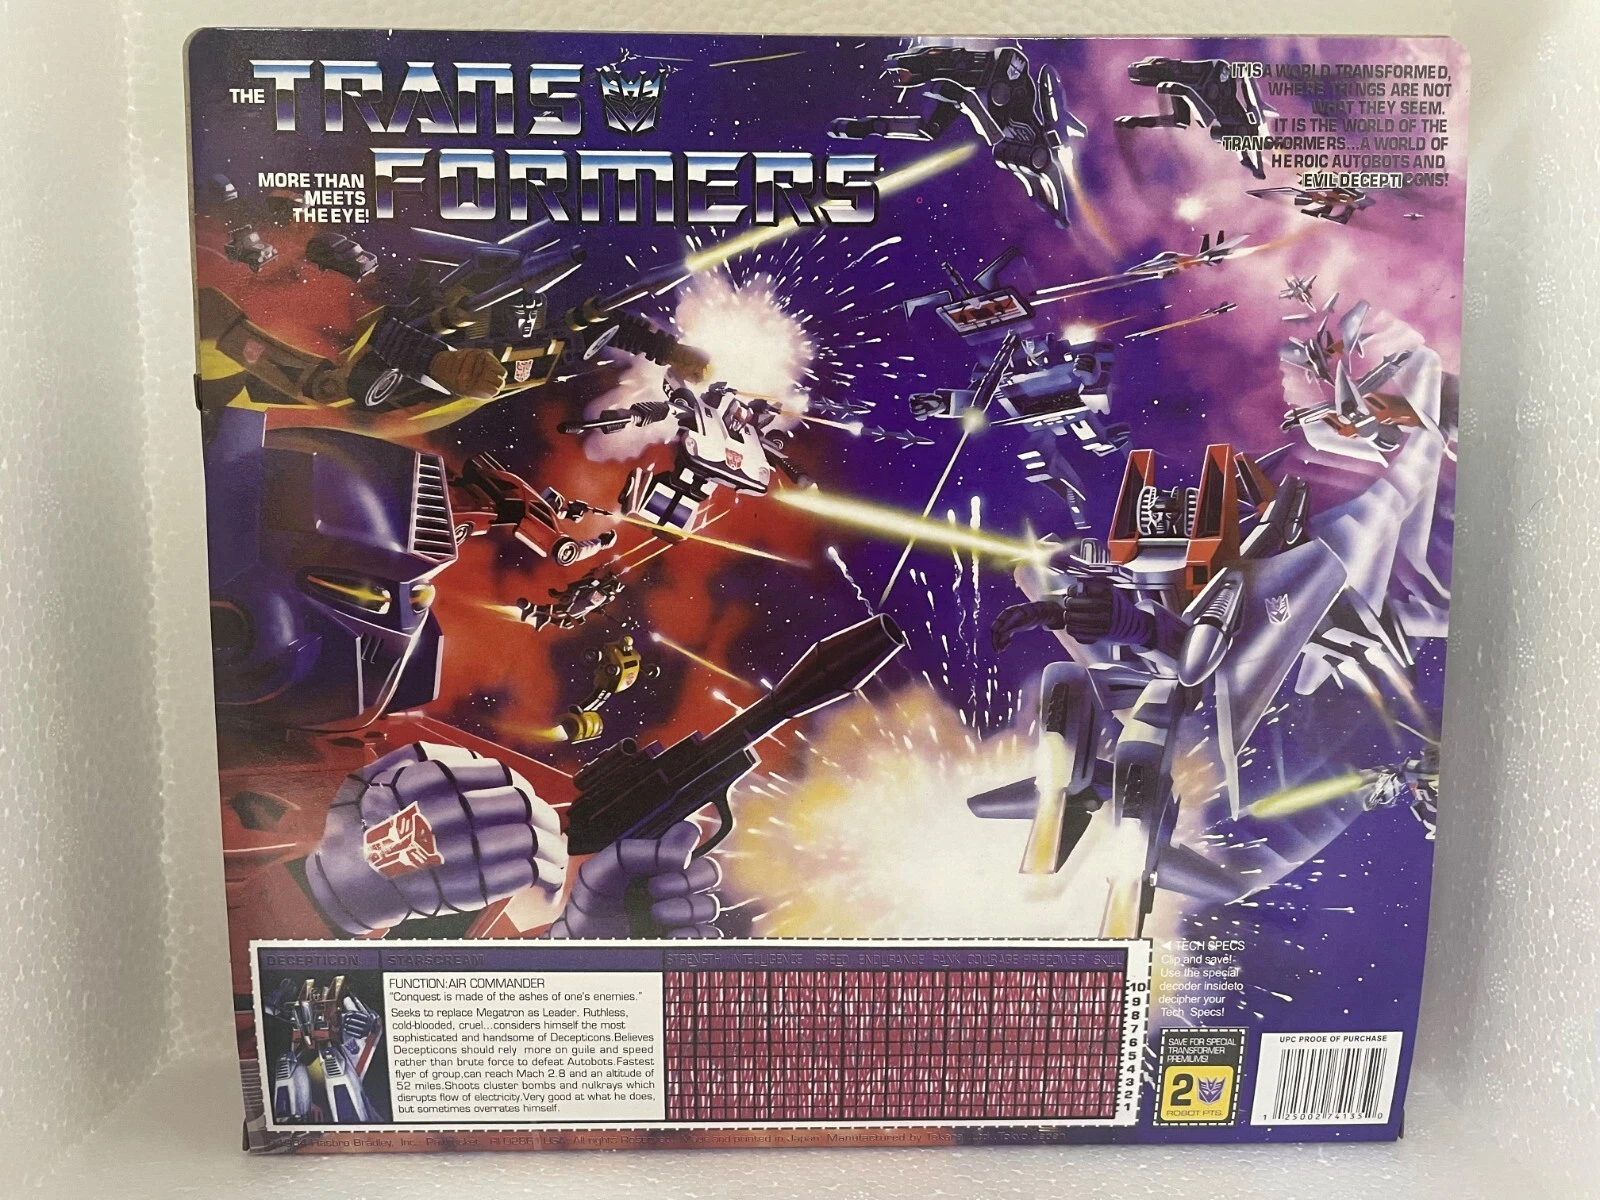 THE TRANS
FORMERS
MORE THAN
MEETS
THE EYE!
IT IS A WORLD TRANSFORMED,
WHERE THINGS ARE NOT
WHAT THEY SEEM.
IT IS THE WORLD OF THE
TRANSFORMERS...A WORLD OF
HEROIC AUTOBOTS AND
EVIL DECEPTICONS!
DECEPTICON STARSCREAM
STRENGTH INTELLIGENCE SPEED ENDURANCE RANK COURAGE FIREPOWER SKILL
FUNCTION:AIR COMMANDER
"Conquest is made of the ashes of one's enemies."
Seeks to replace Megatron as Leader. Ruthless,
cold-blooded, cruel...considers himself the most
sophisticated and handsome of Decepticons.Believes
Decepticons should rely more on guile and speed
rather than brute force to defeat Autobots.Fastest
flyer of group,can reach Mach 2.8 and an altitude of
52 miles.Shoots cluster bombs and nulkrays which
disrupts flow of electricity.Very good at what he does,
but sometimes overrates himself.
10
9
8
7
6
5
4
3
2
1
◄ TECH SPECS
Clip and save!
Use the special
decoder insideto
decipher your
Tech Specs!
SAVE FOR SPECIAL
TRANSFORMER
PREMIUMS!
2
ROBOT PTS.
UPC PROOE OF PURCHASE
1 25002 74135 0
Hasbro Bradley, Inc., USA. All rights Reserved. and printed in Japan. Manufactured by